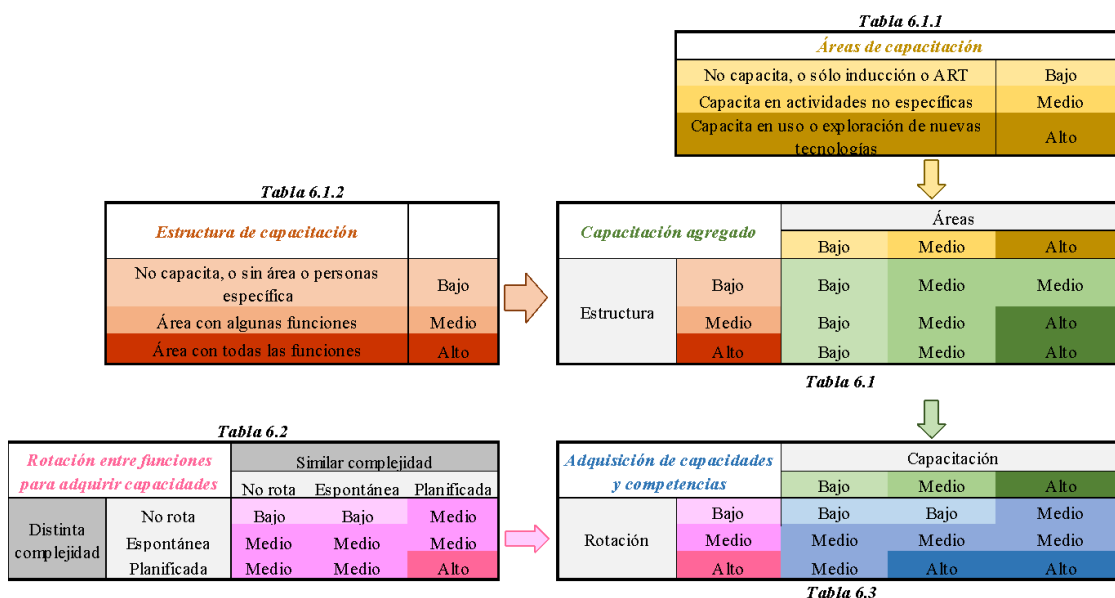 Tabla 6.1.1
Áreas de capacitación
No capacita, o sólo inducción o ART Bajo
Capacita en actividades no específicas Medio
Capacita en uso o exploración de nuevas
tecnologías Alto
Tabla 6.1.2
Estructura de capacitación
No capacita, o sin área o personas
específica Bajo
Área con algunas funciones Medio
Área con todas las funciones Alto
Capacitación agregado Áreas
Bajo Medio Alto
Estructura Bajo Bajo Medio Medio
Medio Bajo Medio Alto
Alto Bajo Medio Alto
Tabla 6.1
Tabla 6.2
Rotación entre funciones
para adquirir capacidades
Similar complejidad
No rota Espontánea Planificada
Distinta
complejidad
No rota Bajo Bajo Medio
Espontánea Medio Medio Medio
Planificada Medio Medio Alto
Adquisición de capacidades
y competencias
Capacitación
Bajo Medio Alto
Rotación Bajo Bajo Bajo Medio
Medio Medio Medio Medio
Alto Medio Alto Alto
Tabla 6.3